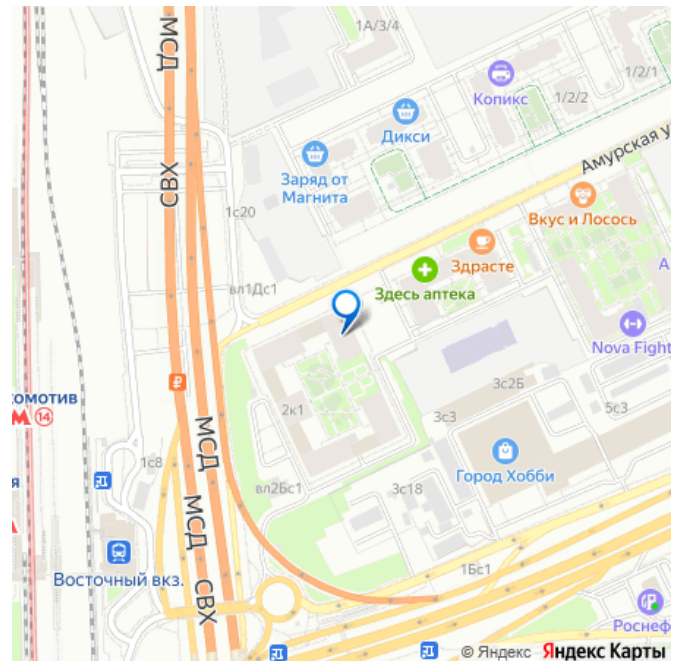 1А/3/4
МСД
1/2/1
Копикс
1/2/2
Дикси
Амурская у
Заряд от
Магнита
СВХ
Вкус и Лосось
1с20
Здрасте
вл1Дс1
Здесь аптека
А
Nova Fight
3с2Б
комотив
14
2к1
3с3
5с3
МСД
1с8
Город Хобби
вл2Бс1
3с18
я
МСД
СВХ
1Бс1
Восточный вкз.
Роснеф
© Яндекс Яндекс Карты